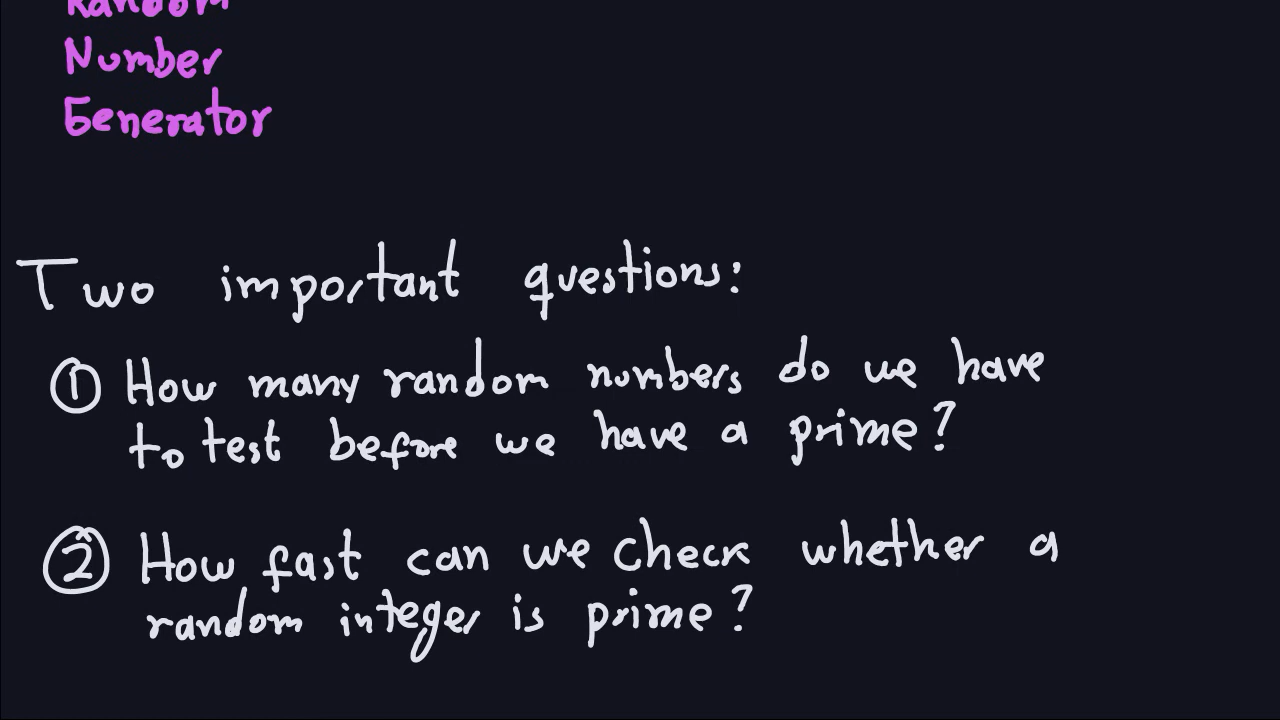 Random
Number
Generator
Two important questions:
① How many random numbers do we have
to test before we have a prime?
② How fast can we check whether a
random integer is prime?